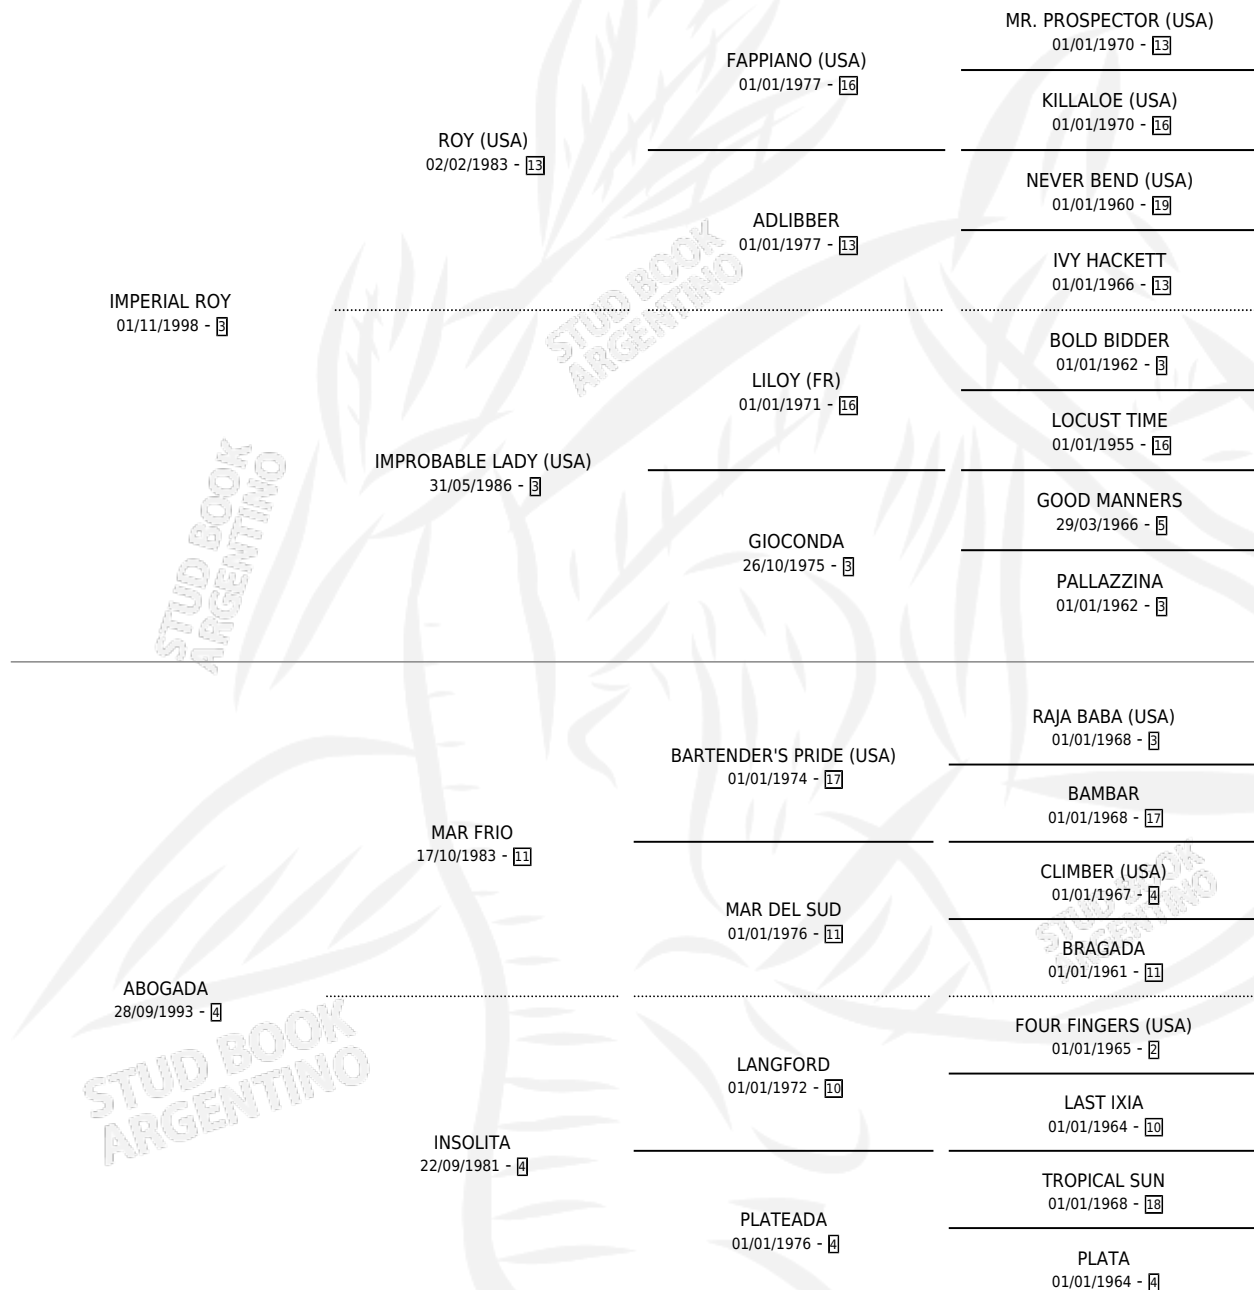 MR. PROSPECTOR (USA)
01/01/1970 - 13
FAPPIANO (USA)
01/01/1977 - 16
KILLALOE (USA)
01/01/1970 - 16
ROY (USA)
02/02/1983 - 13
NEVER BEND (USA)
01/01/1960 - 19
ADLIBBER
01/01/1977 - 13
IVY HACKETT
01/01/1966 - 13
IMPERIAL ROY
01/11/1998 - 3
BOLD BIDDER
01/01/1962 - 3
LILOY (FR)
01/01/1971 - 16
LOCUST TIME
01/01/1955 - 16
IMPROBABLE LADY (USA)
31/05/1986 - 3
GOOD MANNERS
29/03/1966 - 5
GIOCONDA
26/10/1975 - 3
PALLAZZINA
01/01/1962 - 3
RAJA BABA (USA)
01/01/1968 - 3
BARTENDER'S PRIDE (USA)
01/01/1974 - 17
BAMBAR
01/01/1968 - 17
MAR FRIO
17/10/1983 - 11
CLIMBER (USA)
01/01/1967 - 4
MAR DEL SUD
01/01/1976 - 11
BRAGADA
01/01/1961 - 11
ABOGADA
28/09/1993 - 4
FOUR FINGERS (USA)
01/01/1965 - 2
LANGFORD
01/01/1972 - 10
LAST IXIA
01/01/1964 - 10
INSOLITA
22/09/1981 - 4
TROPICAL SUN
01/01/1968 - 18
PLATEADA
01/01/1976 - 4
PLATA
01/01/1964 - 4
STUD BOOK
ARGENTINO
STUD BOOK
ARGENTINO
STUD BOOK
ARGENTINO
STUD BOOK
ARGENTINO